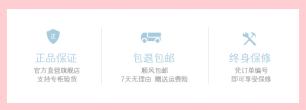 正
正品保证
官方直营旗舰店
支持专柜验货
包退包邮
顺风包邮
7天无理由 赠送运费险
终身保修
凭订单编号
即可享受保修